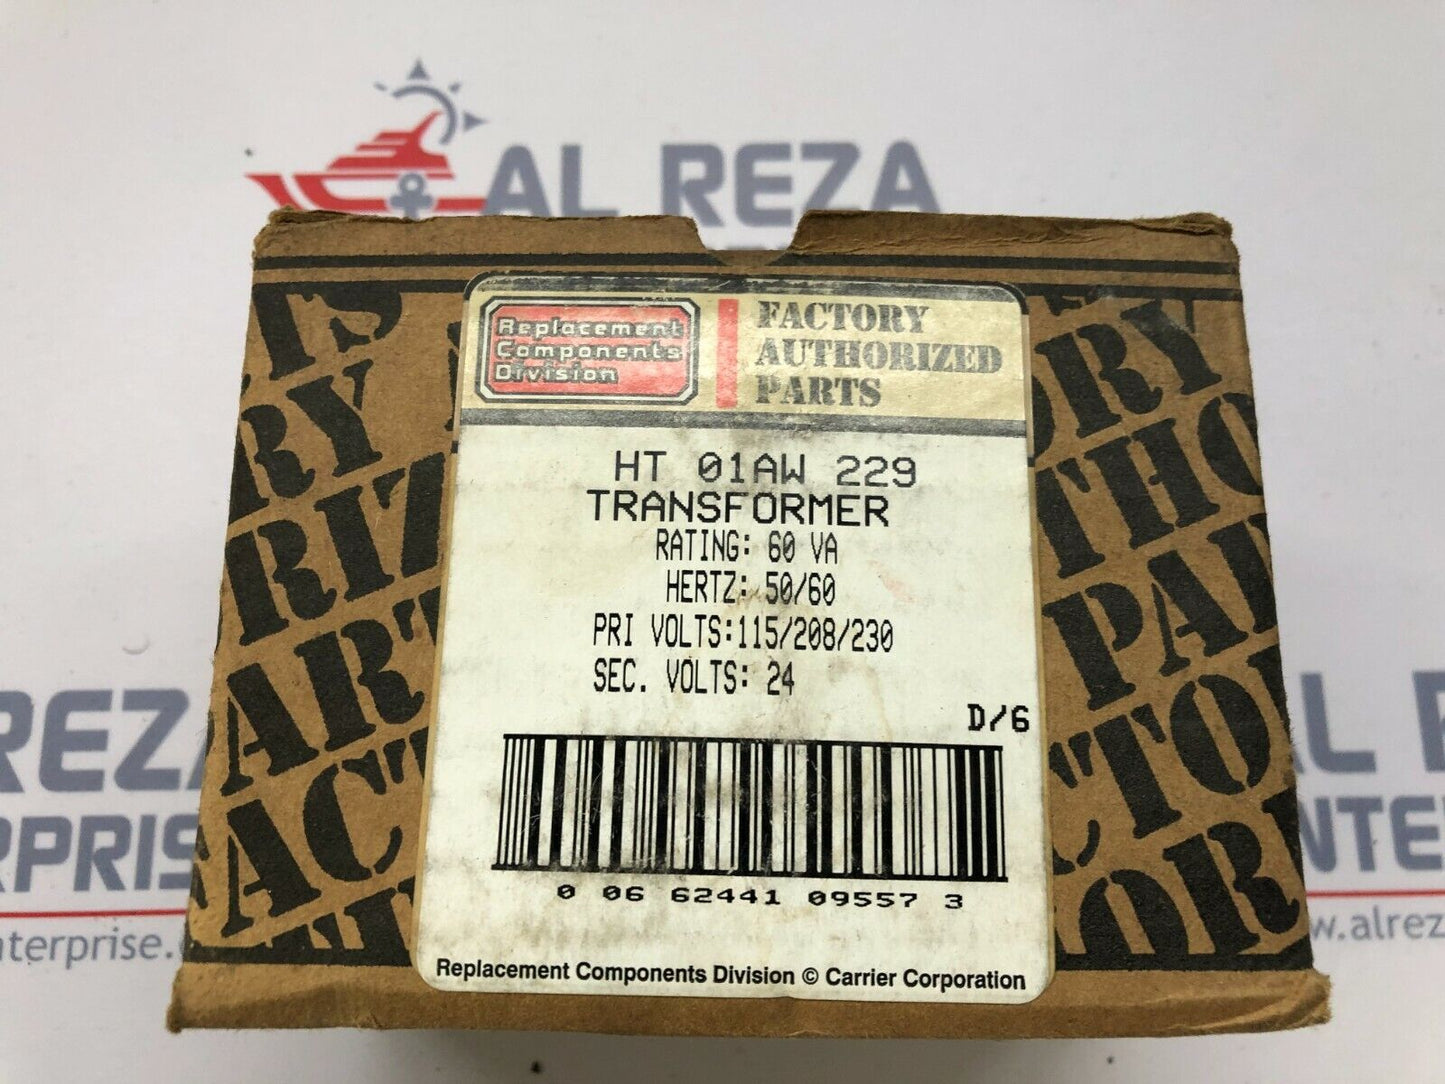 AL REZA
Replacement
Components
Division
FACTORY
AUTHORIZED
PARTS
HT 01AW 229
TRANSFORMER
RATING: 60 VA
HERTZ: 50/60
PRI VOLTS:115/208/230
SEC. VOLTS: 24
D/6
0 06 62441 09557 3
Replacement Components Division © Carrier Corporation